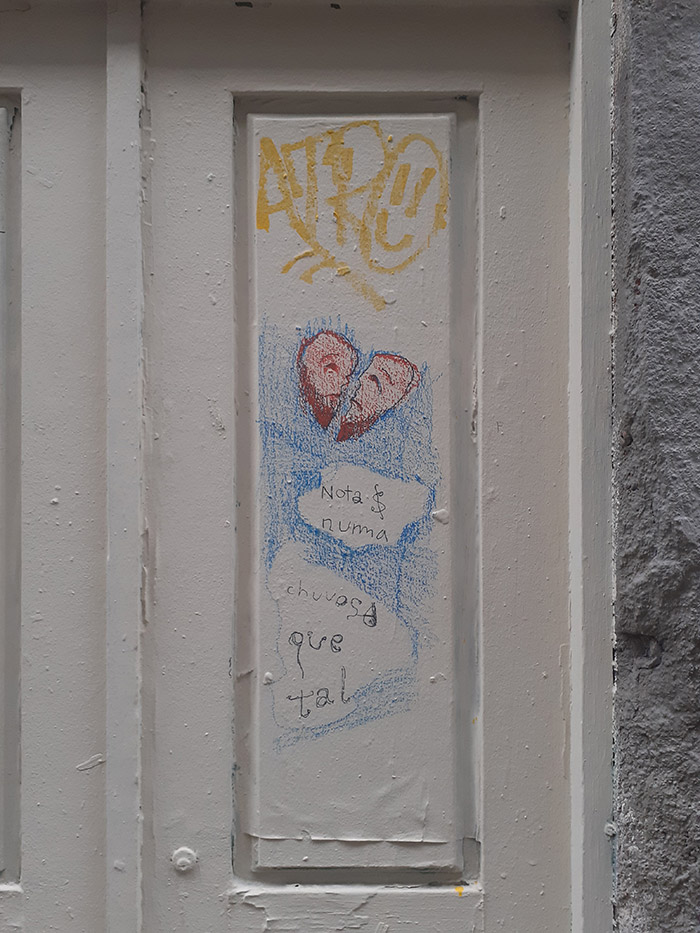 Nota $
numa
chuvosa
que
tal